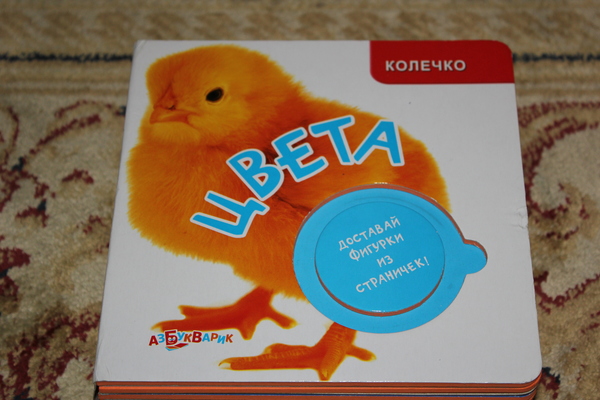 КОЛЕЧКО
ЦВЕТА
ДОСТАВАЙ
ФИГУРКИ
ИЗ
СТРАНИЧЕК!
АЗБУКВАРИК